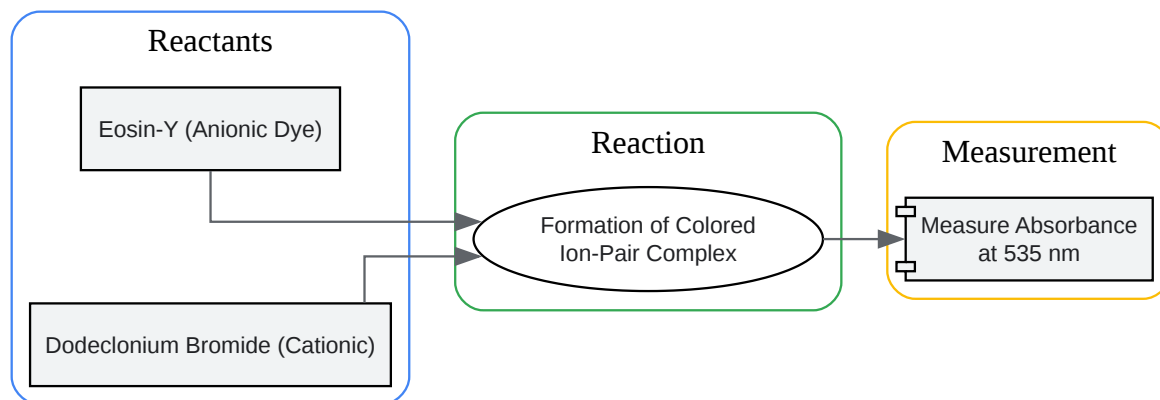 Reactants
Eosin-Y (Anionic Dye)
Dodeclonium Bromide (Cationic)
Reaction
Formation of Colored
Ion-Pair Complex
Measurement
Measure Absorbance
at 535 nm